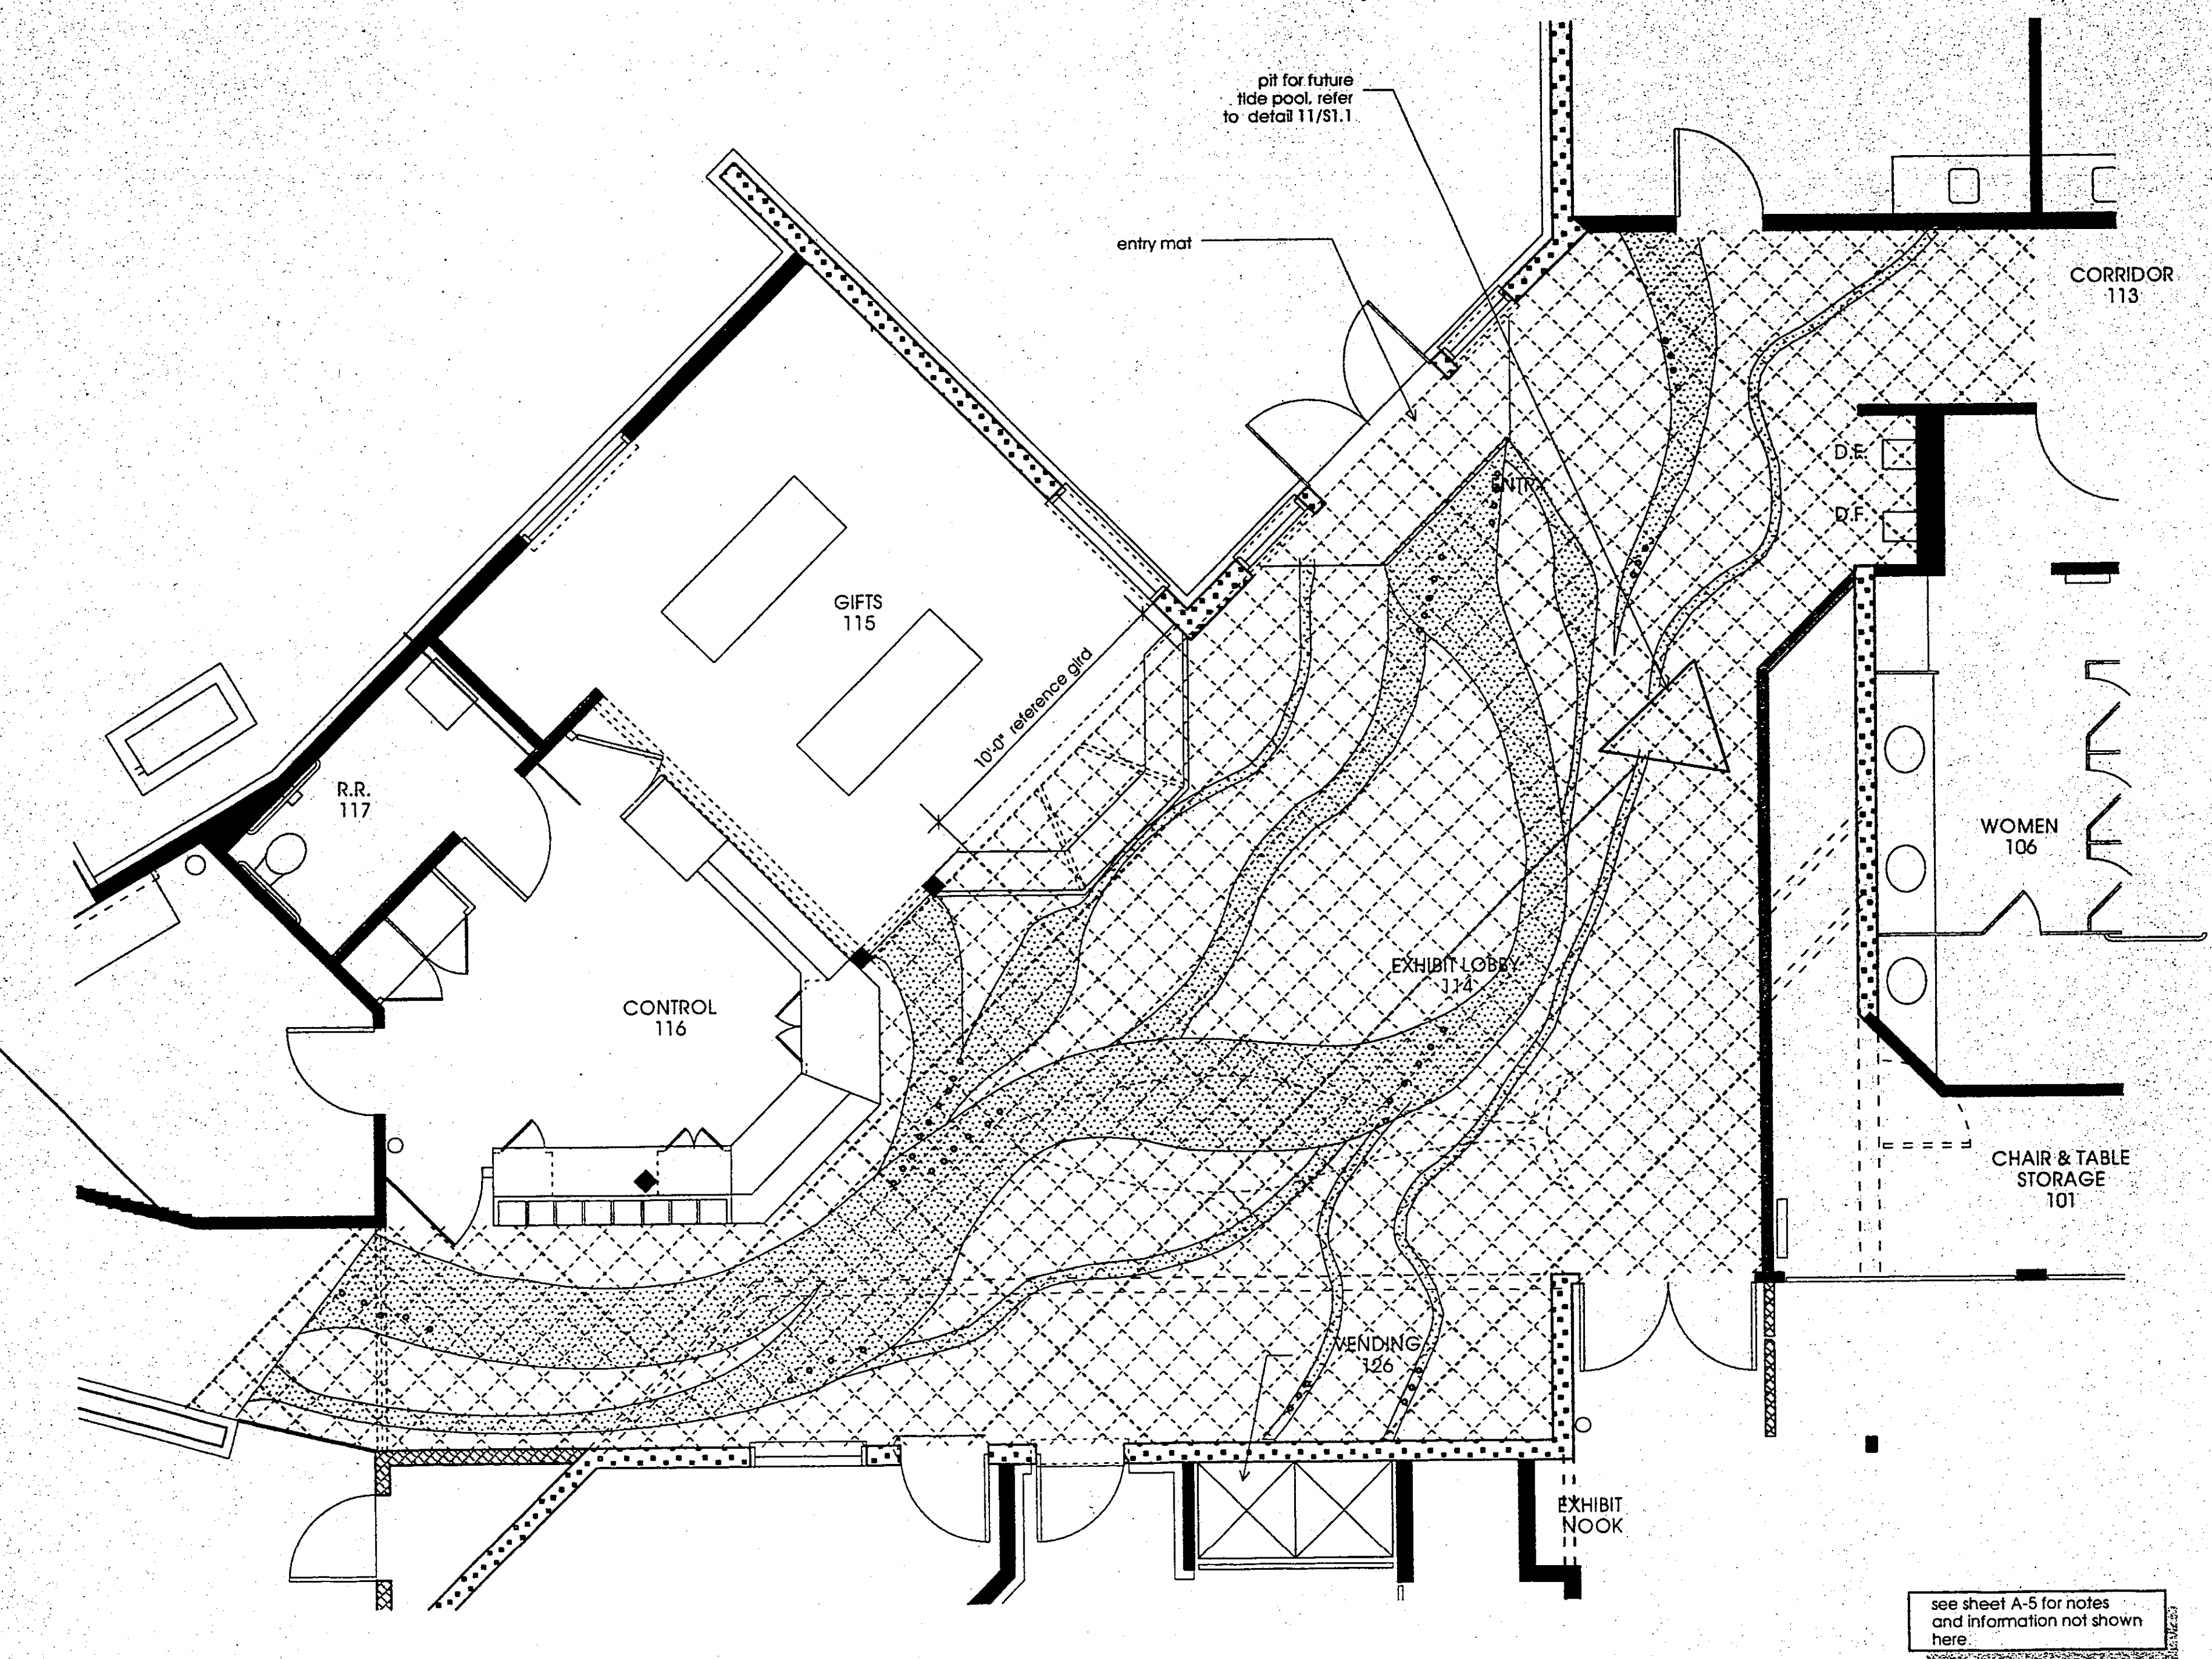 pit for future
tide pool, refer
to detail 11/S1.1
entry mat
CORRIDOR
113
D.F.
ENTRY
D.F.
GIFTS
115
10'-0" reference gird
R.R.
117
WOMEN
106
EXHIBIT LOBBY
114
CONTROL
116
CHAIR & TABLE
STORAGE
101
VENDING
126
EXHIBIT
NOOK
see sheet A-5 for notes
and information not shown
here.